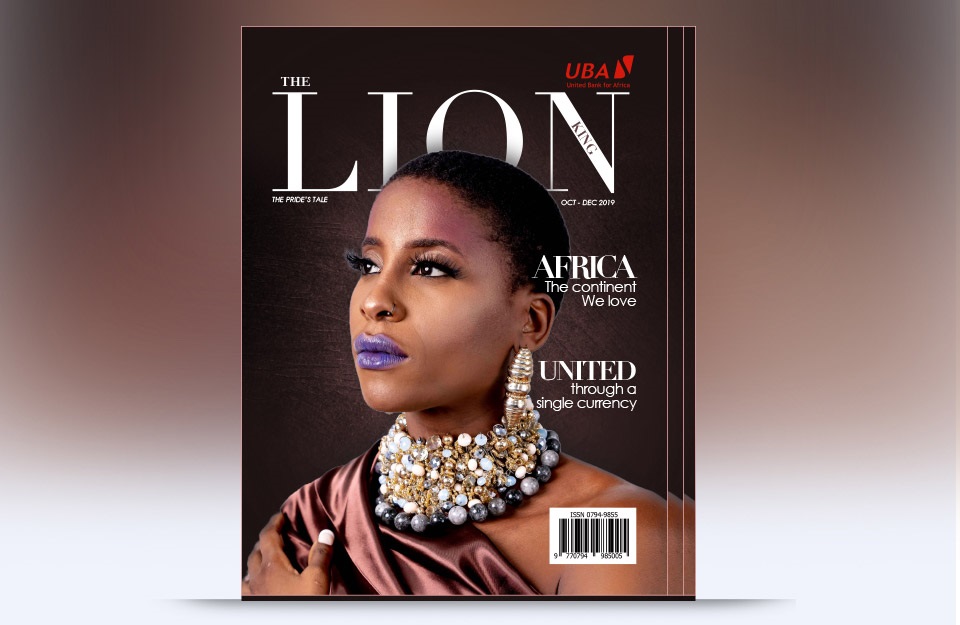 UBA
United Bank for Africa
THE
LION
KING
THE PRIDE'S TALE
OCT - DEC 2019
AFRICA
The continent
We love
UNITED
through a
single currency
ISSN 0794-9855
9 770794 985005